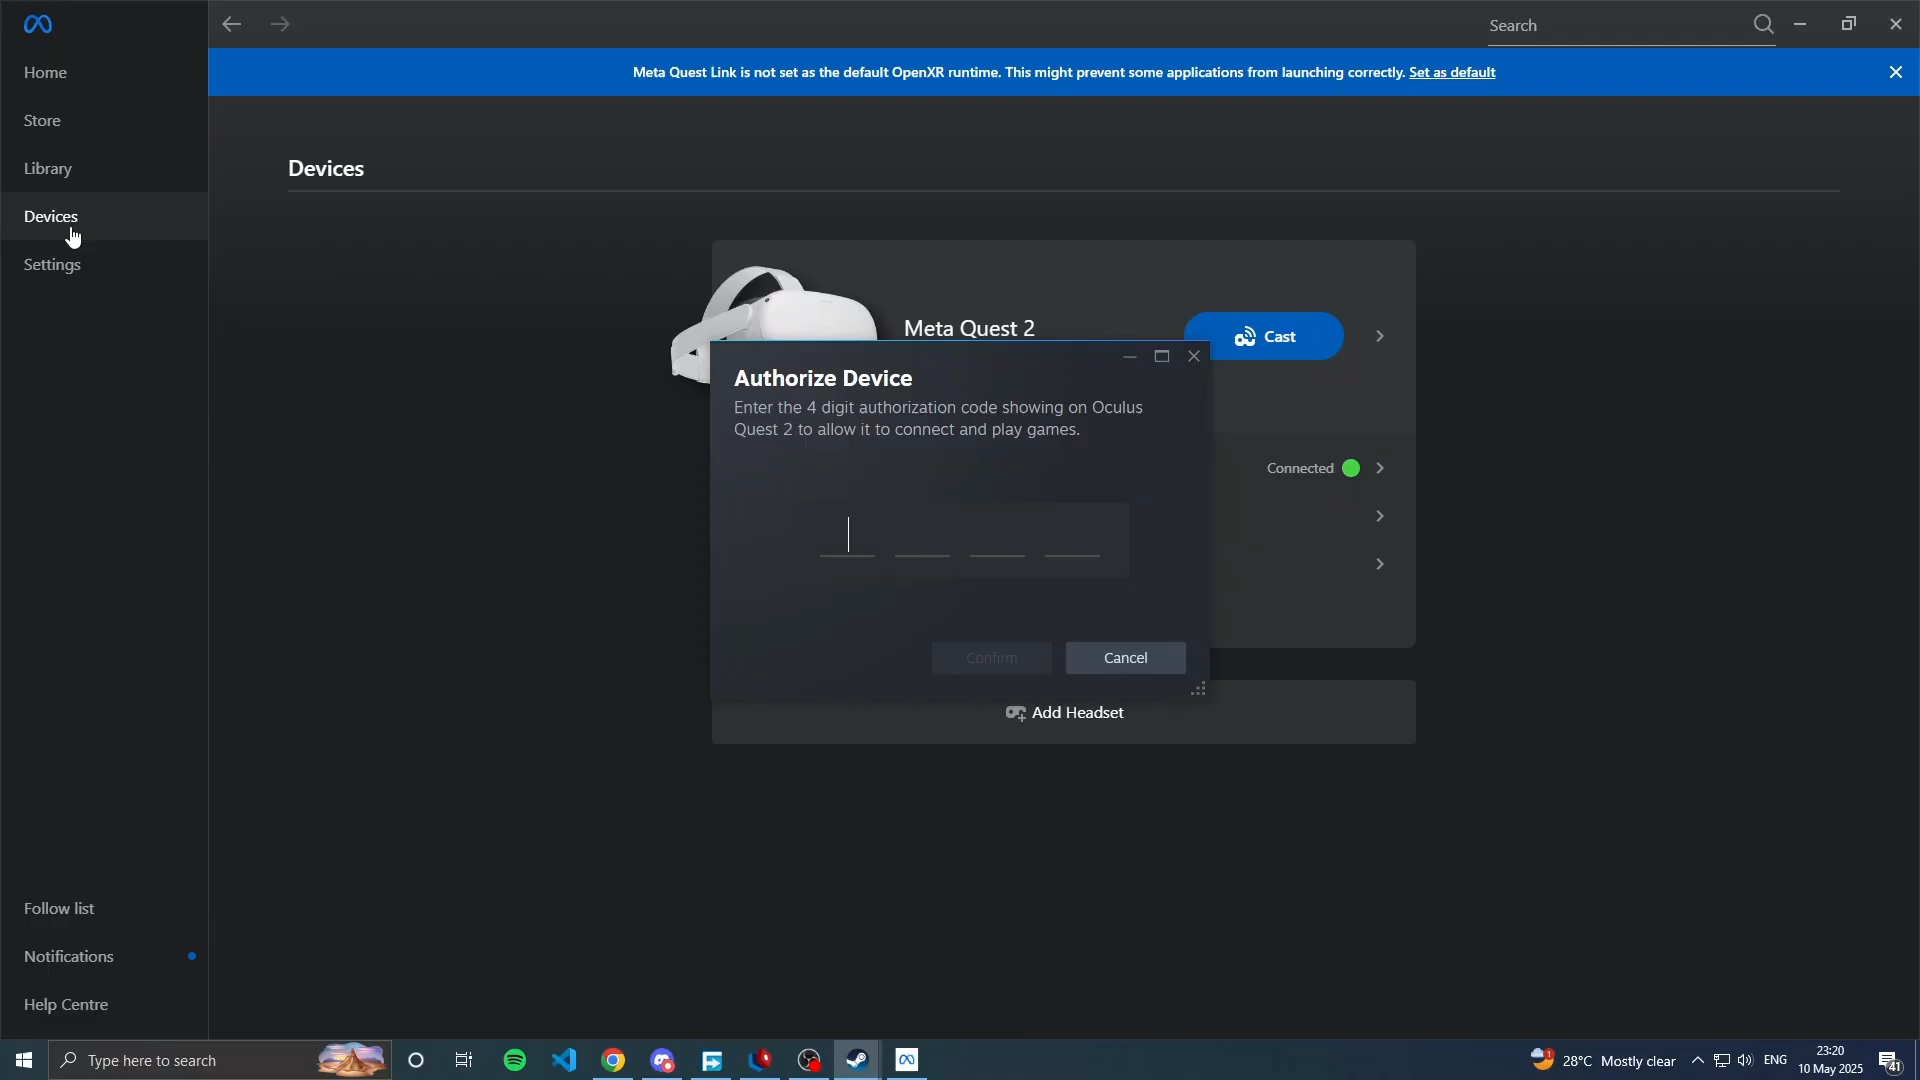 Search
Home
Meta Quest Link is not set as the default OpenXR runtime. This might prevent some applications from launching correctly. Set as default
Store
Library
Devices
Settings
Devices
Meta Quest 2
Cast
Authorize Device
Enter the 4 digit authorization code showing on Oculus
Quest 2 to allow it to connect and play games.
Connected
Confirm
Cancel
Add Headset
Follow list
Notifications
Help Centre
Type here to search
1
28°C Mostly clear
ENG
23:20
10 May 2025
41